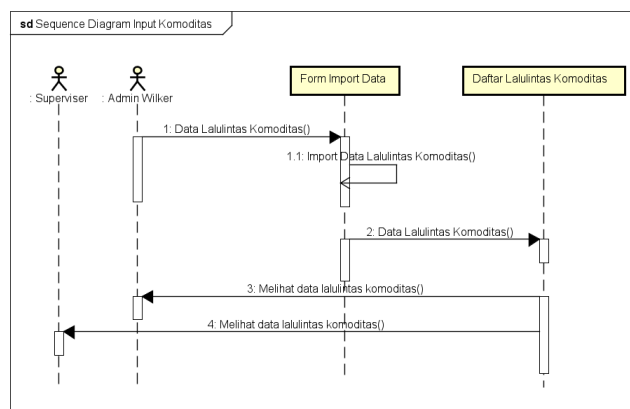 sd Sequence Diagram Input Komoditas
: Superviser
: Admin Wilker
Form Import Data
Daftar Lalulintas Komoditas
1: Data Lalulintas Komoditas()
1.1: Import Data Lalulintas Komoditas()
2: Data Lalulintas Komoditas()
3: Melihat data lalulintas komoditas()
4: Melihat data lalulintas komoditas()